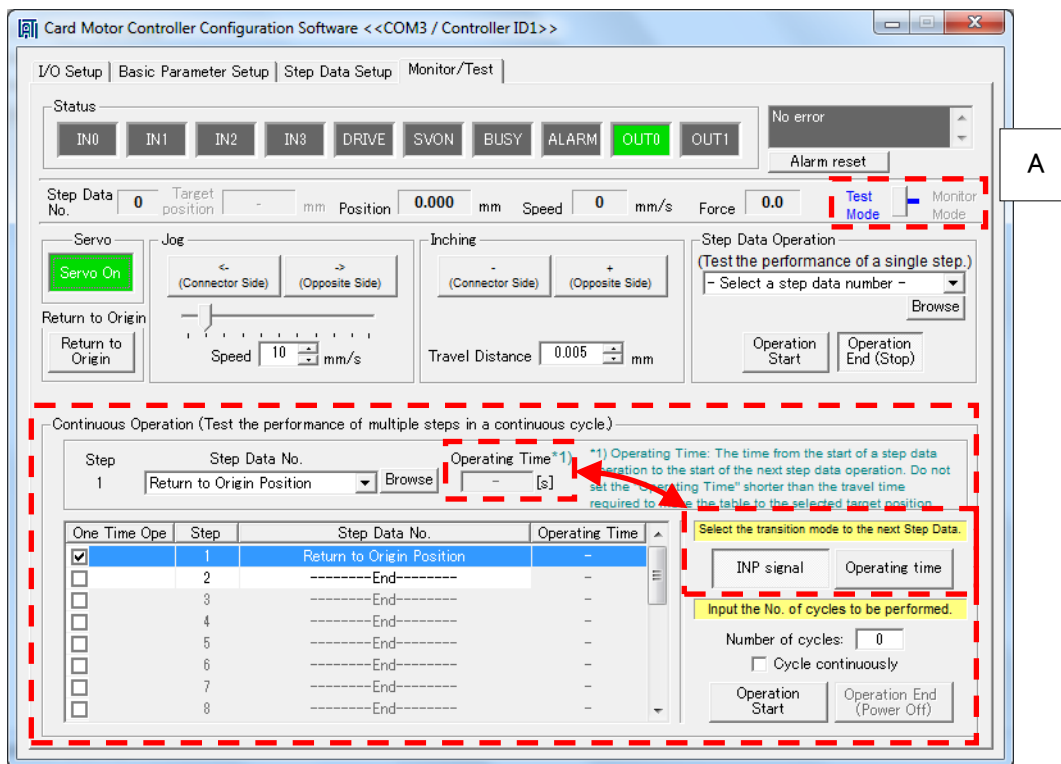 Card Motor Controller Configuration Software <<COM3 / Controller ID1>>
I/O Setup Basic Parameter Setup Step Data Setup Monitor/Test
Status
IN0 IN1 IN2 IN3 DRIVE SVON BUSY ALARM OUT0 OUT1
No error
Alarm reset
A
Step Data No. 0 Target position - mm Position 0.000 mm Speed 0 mm/s Force 0.0 Test Mode Monitor Mode
Servo
Servo On
Return to Origin
Return to Origin
Jog
<-
(Connector Side)
->
(Opposite Side)
Speed 10 mm/s
Inching
-
(Connector Side)
+
(Opposite Side)
Travel Distance 0.005 mm
Step Data Operation
(Test the performance of a single step.)
- Select a step data number -
Browse
Operation Start
Operation End (Stop)
Continuous Operation (Test the performance of multiple steps in a continuous cycle.)
Step
1
Step Data No.
Return to Origin Position Browse
Operating Time *1)
- [s]
*1) Operating Time: The time from the start of a step data
operation to the start of the next step data operation. Do not
set the "Operating Time" shorter than the travel time
required to the table to the selected target position
One Time Ope Step Step Data No. Operating Time
1 Return to Origin Position -
2 --------End-------- -
3 --------End-------- -
4 --------End-------- -
5 --------End-------- -
6 --------End-------- -
7 --------End-------- -
8 --------End-------- -
Select the transition mode to the next Step Data.
INP signal Operating time
Input the No. of cycles to be performed.
Number of cycles: 0
Cycle continuously
Operation Start
Operation End (Power Off)